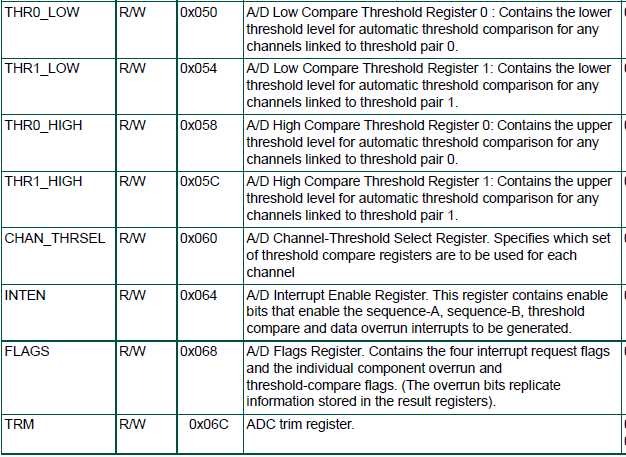 THR0_LOW R/W 0x050 A/D Low Compare Threshold Register 0 : Contains the lower
threshold level for automatic threshold comparison for any
channels linked to threshold pair 0.
THR1_LOW R/W 0x054 A/D Low Compare Threshold Register 1: Contains the lower
threshold level for automatic threshold comparison for any
channels linked to threshold pair 1.
THR0_HIGH R/W 0x058 A/D High Compare Threshold Register 0: Contains the upper
threshold level for automatic threshold comparison for any
channels linked to threshold pair 0.
THR1_HIGH R/W 0x05C A/D High Compare Threshold Register 1: Contains the upper
threshold level for automatic threshold comparison for any
channels linked to threshold pair 1.
CHAN_THRSEL R/W 0x060 A/D Channel-Threshold Select Register. Specifies which set
of threshold compare registers are to be used for each
channel
INTEN R/W 0x064 A/D Interrupt Enable Register. This register contains enable
bits that enable the sequence-A, sequence-B, threshold
compare and data overrun interrupts to be generated.
FLAGS R/W 0x068 A/D Flags Register. Contains the four interrupt request flags
and the individual component overrun and
threshold-compare flags. (The overrun bits replicate
information stored in the result registers).
TRM R/W 0x06C ADC trim register.